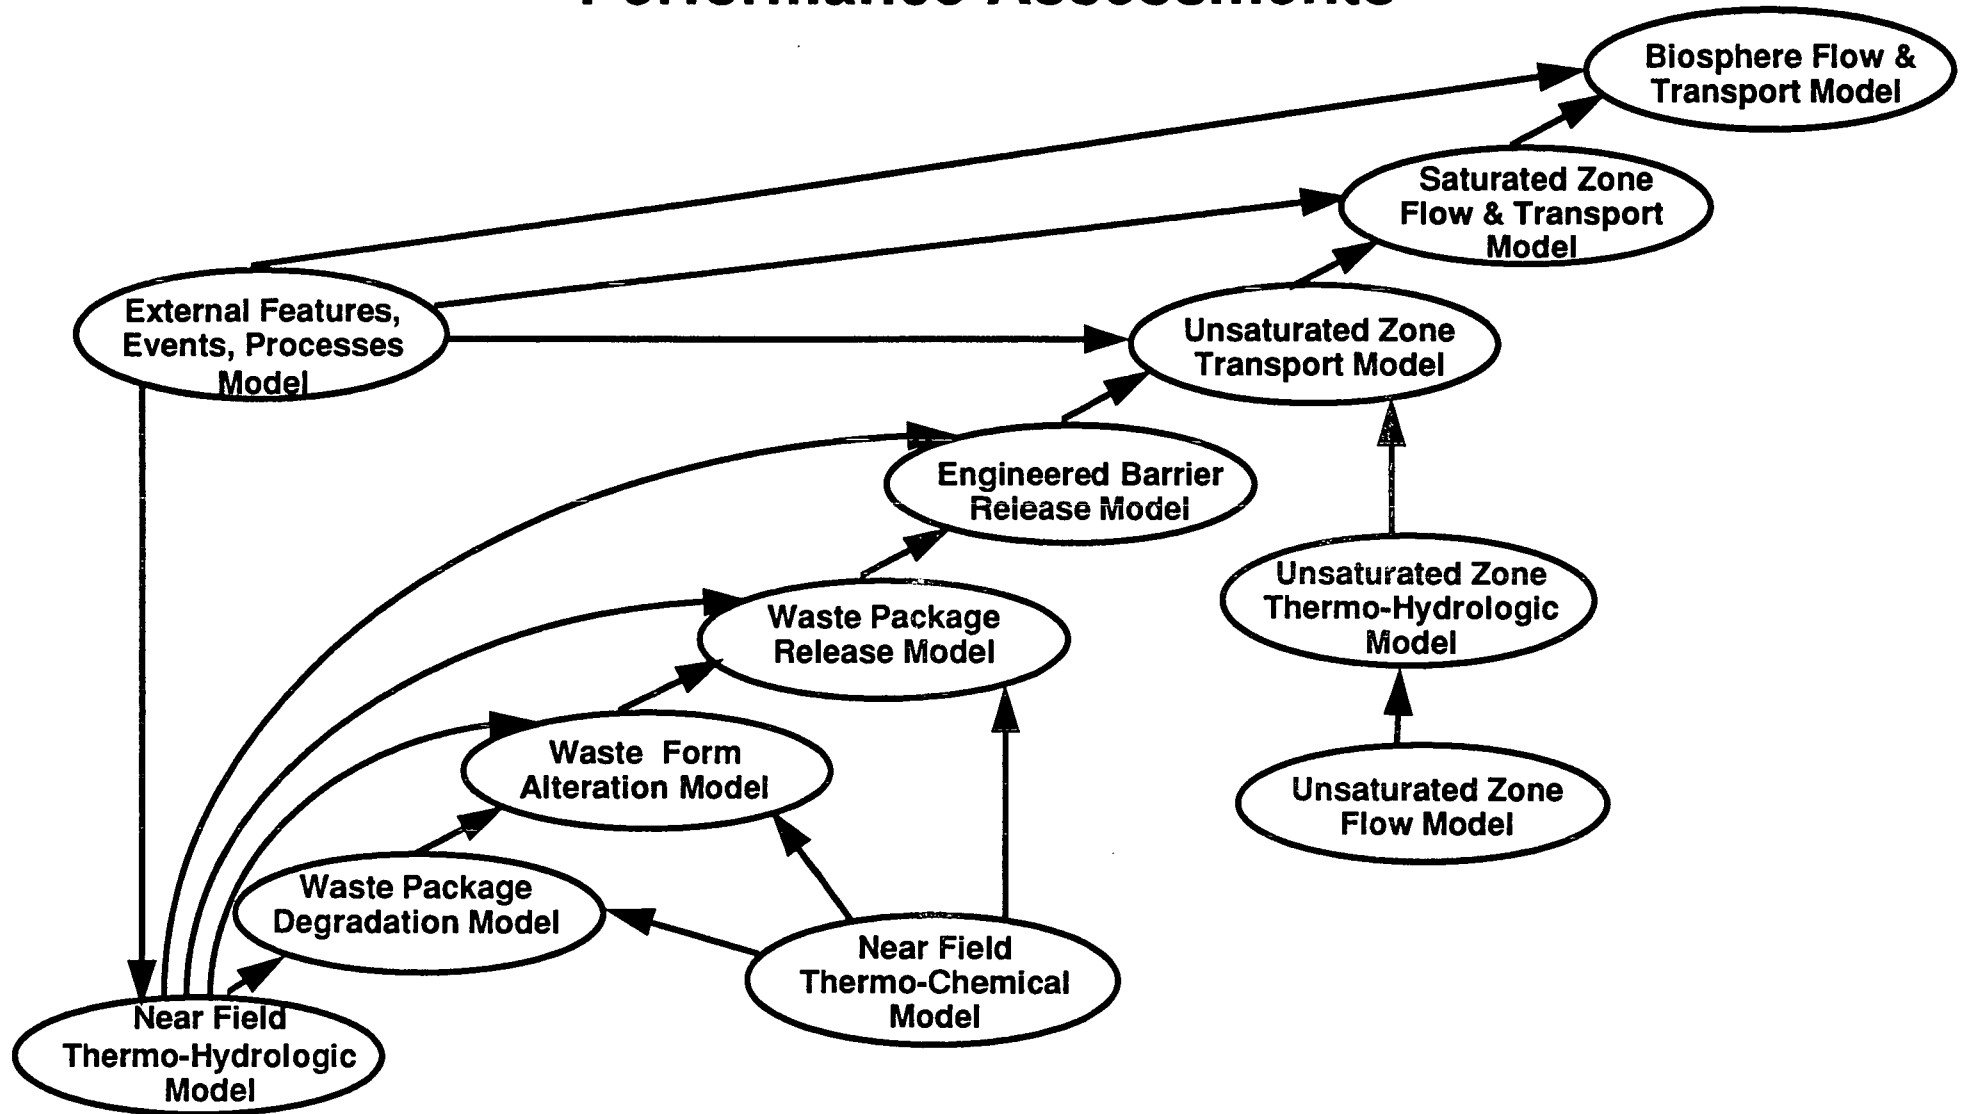 Performance Assessments
Biosphere Flow &
Transport Model
Saturated Zone
Flow & Transport
Model
External Features,
Events, Processes
Model
Unsaturated Zone
Transport Model
Engineered Barrier
Release Model
Unsaturated Zone
Thermo-Hydrologic
Model
Waste Package
Release Model
Waste Form
Alteration Model
Unsaturated Zone
Flow Model
Waste Package
Degradation Model
Near Field
Thermo-Chemical
Model
Near Field
Thermo-Hydrologic
Model